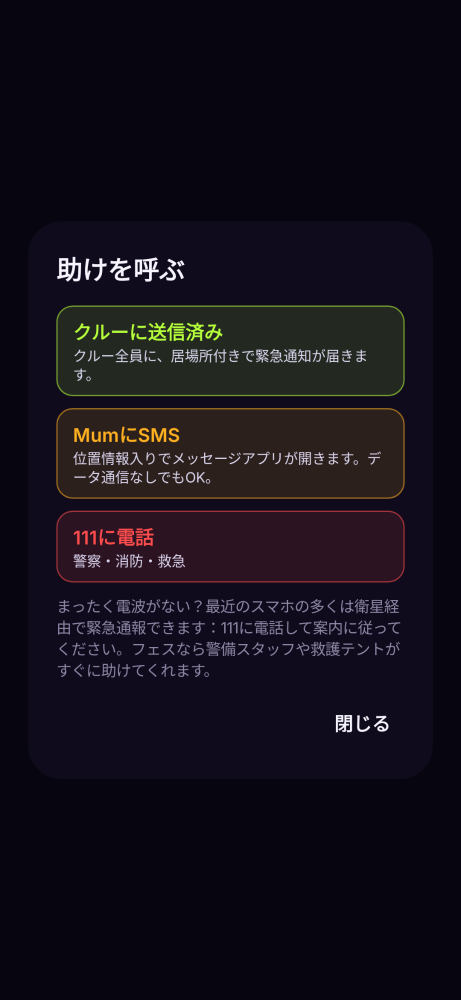 助けを呼ぶ
クルーに送信済み
クルー全員に、居場所付きで緊急通知が届きま
す。
MumにSMS
位置情報入りでメッセージアプリが開きます。デ
ータ通信なしでもOK。
111に電話
警察・消防・救急
まったく電波がない？最近のスマホの多くは衛星経
由で緊急通報できます：111に電話して案内に従って
ください。フェスなら警備スタッフや救護テントが
すぐに助けてくれます。
閉じる